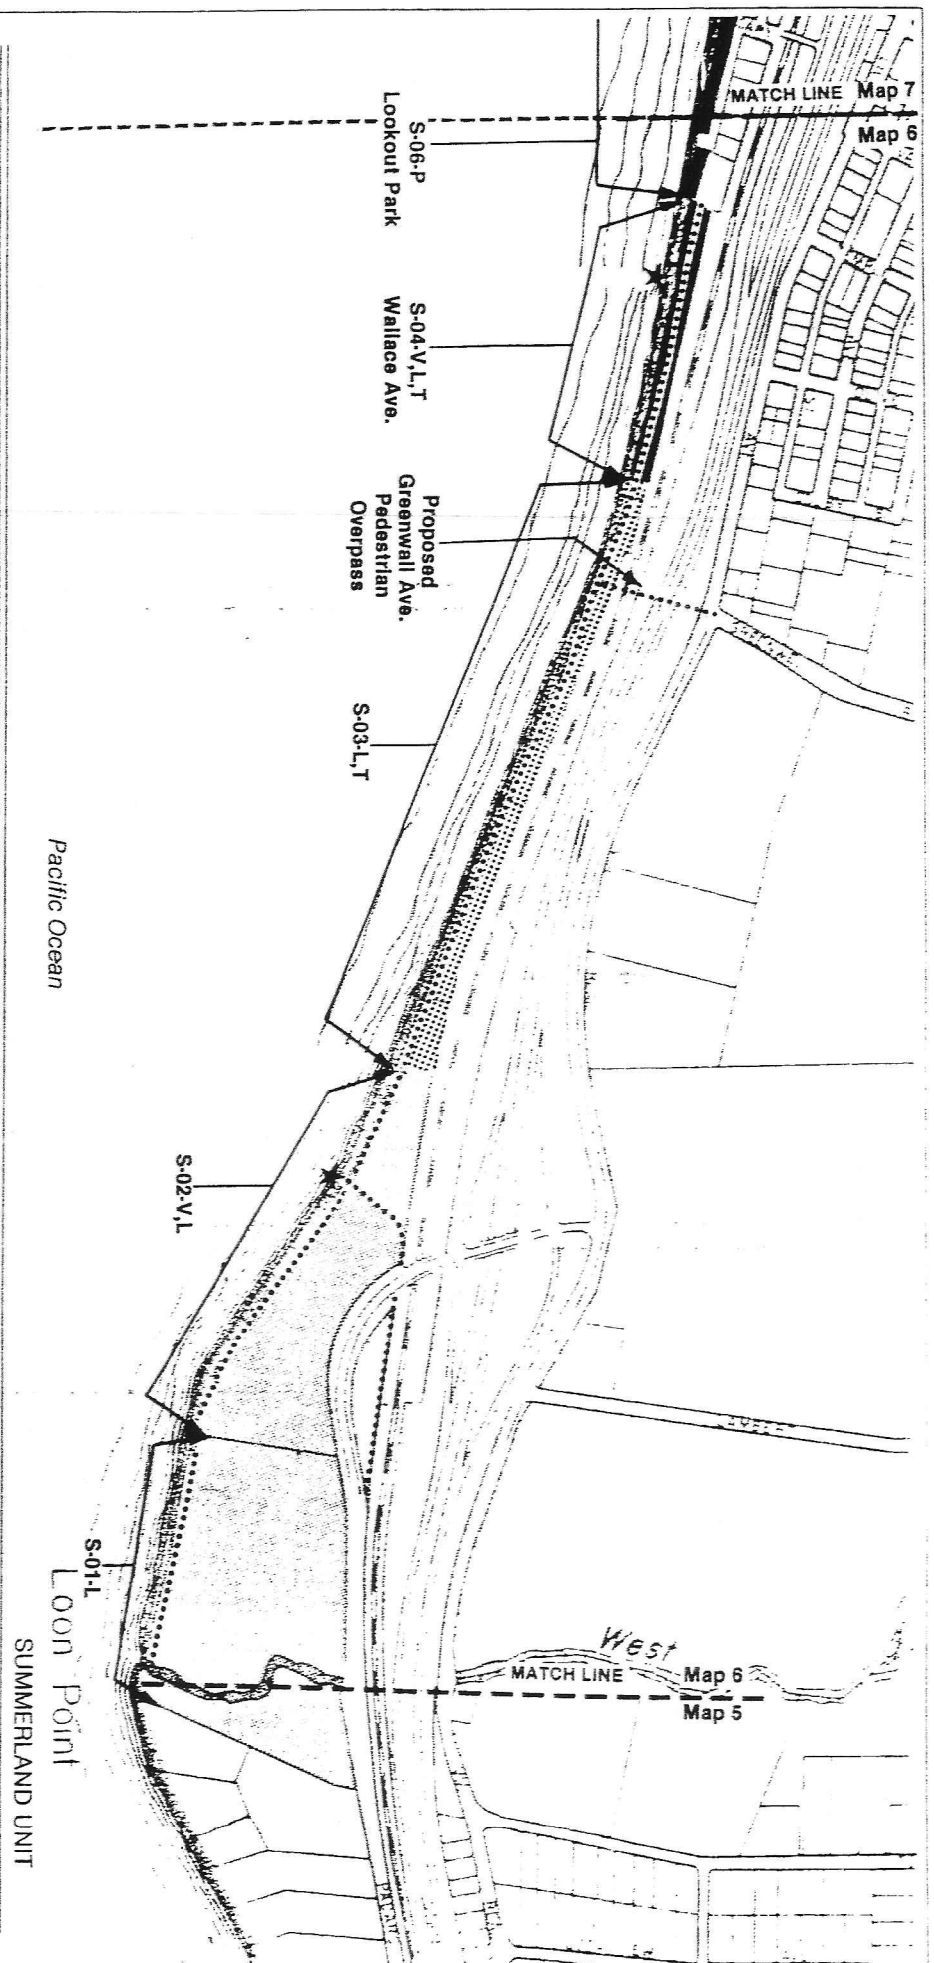 MATCH LINE Map 7
Map 6
S-06-P
Lookout Park
S-04-V,L,T
Wallace Ave.
Proposed
Greenwall Ave.
Pedestrian
Overpass
S-03-L,T
Pacific Ocean
S-02-V,L
S-01-L
Loon Point
West
MATCH LINE Map 6
Map 5
SUMMERLAND UNIT